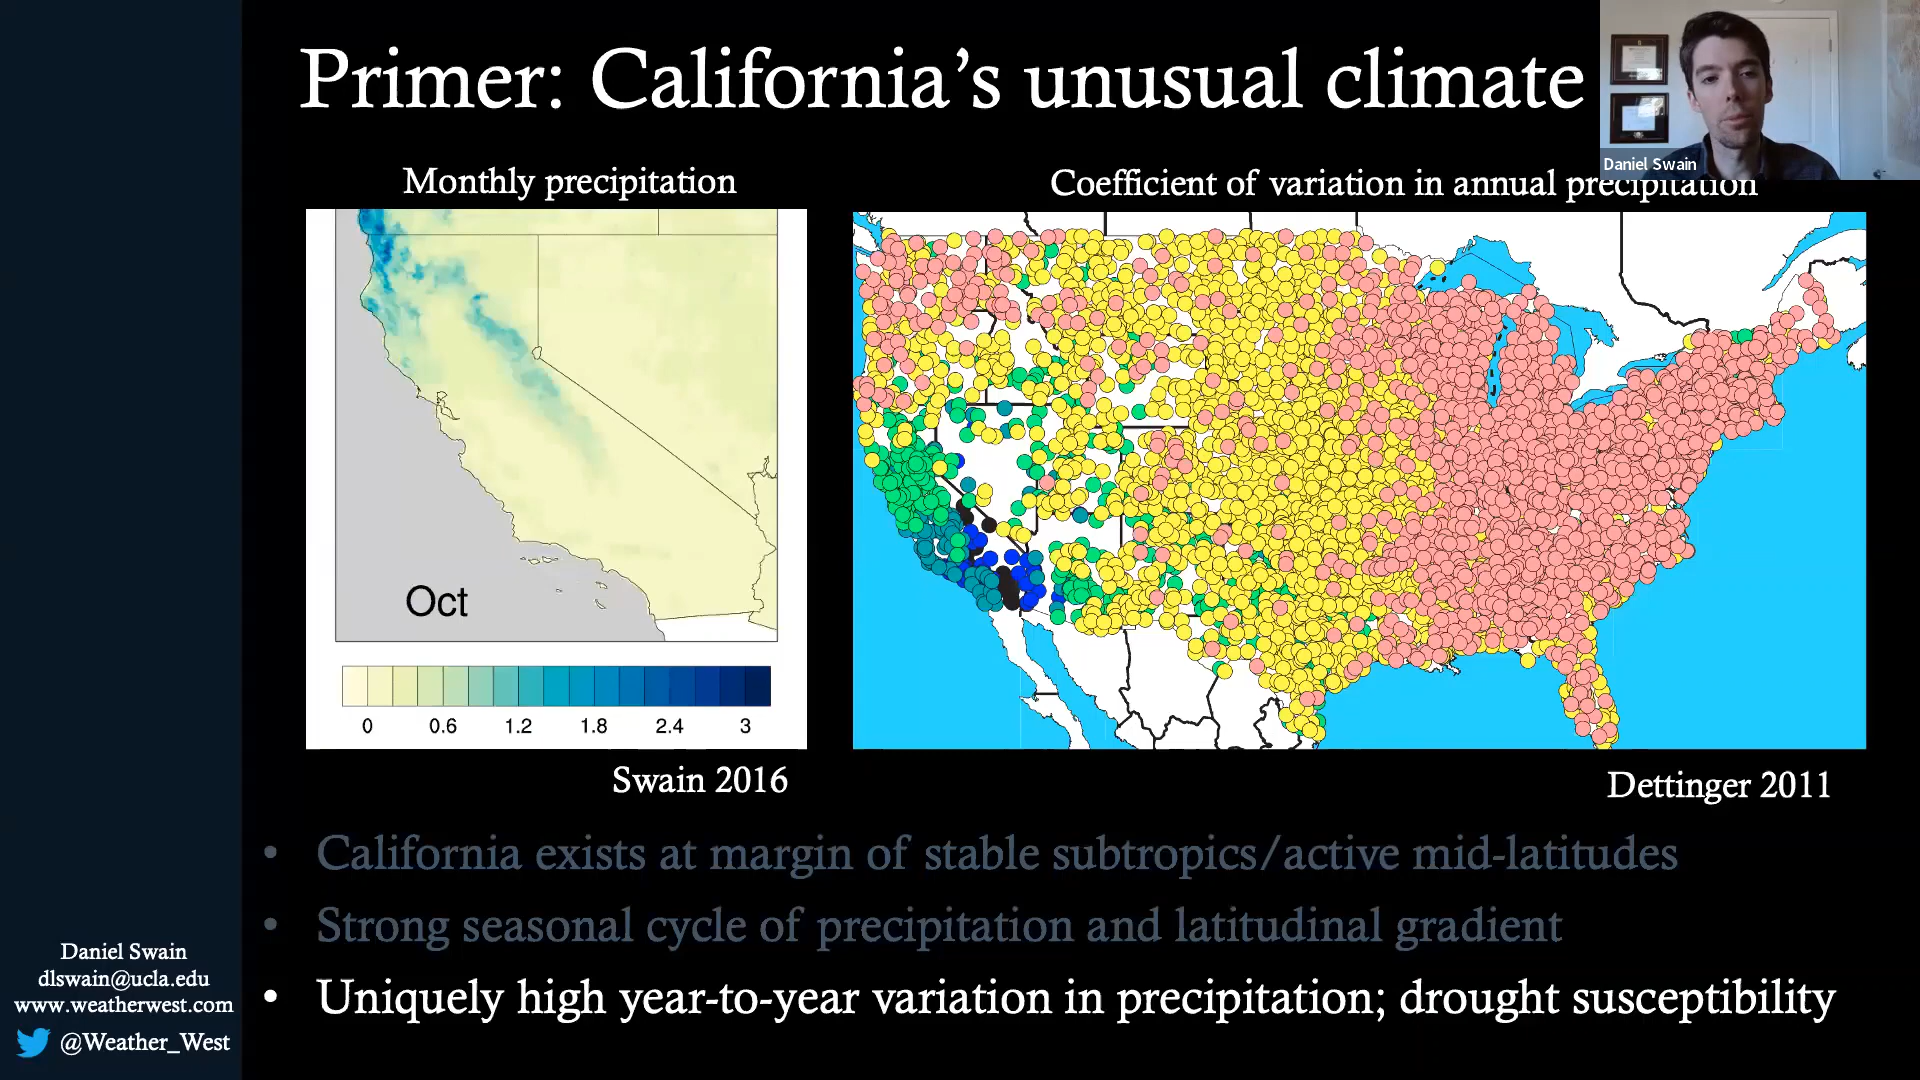 Primer: California’s unusual climate
Daniel Swain
Monthly precipitation
Coefficient of variation in annual precipitation
Oct
0 0.6 1.2 1.8 2.4 3
Swain 2016
Dettinger 2011
• California exists at margin of stable subtropics/active mid-latitudes
• Strong seasonal cycle of precipitation and latitudinal gradient
• Uniquely high year-to-year variation in precipitation; drought susceptibility
Daniel Swain
dlswain@ucla.edu
www.weatherwest.com
@Weather_West